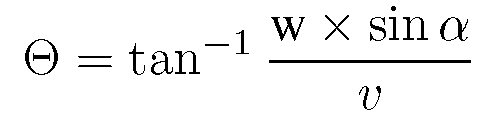 Θ = tan⁻¹ w × sin α / v